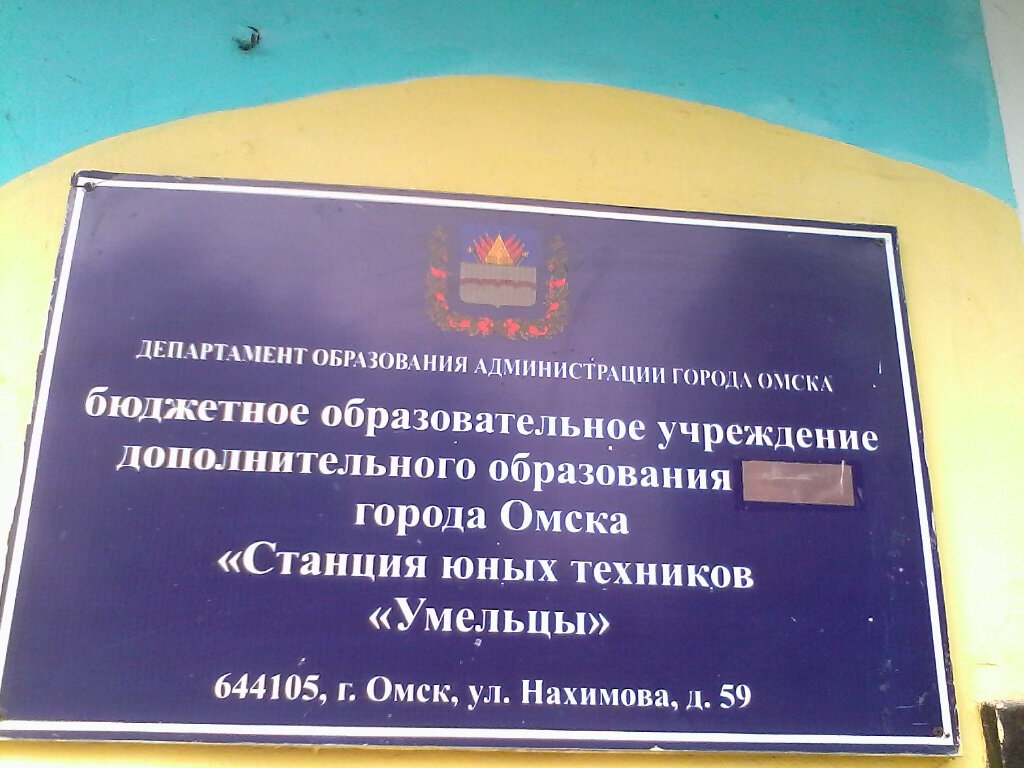 ДЕПАРТАМЕНТ ОБРАЗОВАНИЯ АДМИНИСТРАЦИИ ГОРОДА ОМСКА
бюджетное образовательное учреждение
дополнительного образования
города Омска
«Станция юных техников
«Умельцы»
644105, г. Омск, ул. Нахимова, д. 59